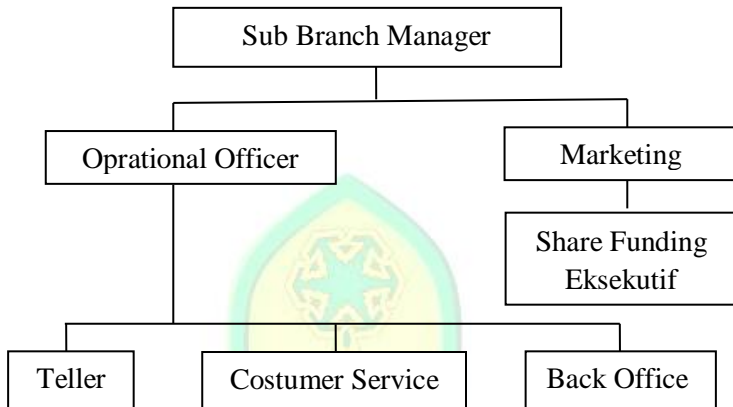 Sub Branch Manager
Oprational Officer
Marketing
Share Funding
Eksekutif
Teller
Costumer Service
Back Office